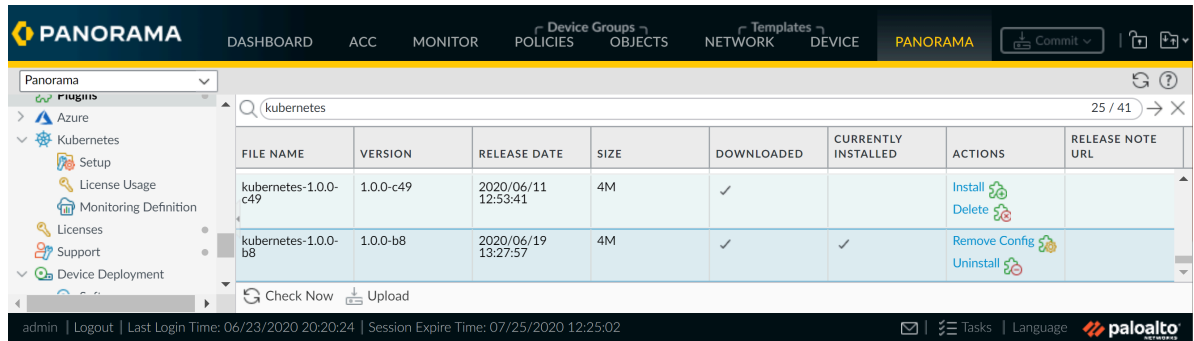 PANORAMA
Device Groups
Templates
DASHBOARD ACC MONITOR POLICIES OBJECTS NETWORK DEVICE PANORAMA Commit
Panorama
Plugins
Azure
Kubernetes
Setup
License Usage
Monitoring Definition
Licenses
Support
Device Deployment
kubernetes 25 / 41
FILE NAME VERSION RELEASE DATE SIZE DOWNLOADED CURRENTLY INSTALLED ACTIONS RELEASE NOTE URL
kubernetes-1.0.0-c49 1.0.0-c49 2020/06/11 12:53:41 4M Install
Delete
kubernetes-1.0.0-b8 1.0.0-b8 2020/06/19 13:27:57 4M Remove Config
Uninstall
Check Now Upload
admin | Logout | Last Login Time: 06/23/2020 20:20:24 | Session Expire Time: 07/25/2020 12:25:02 | Tasks | Language paloalto NETWORKS